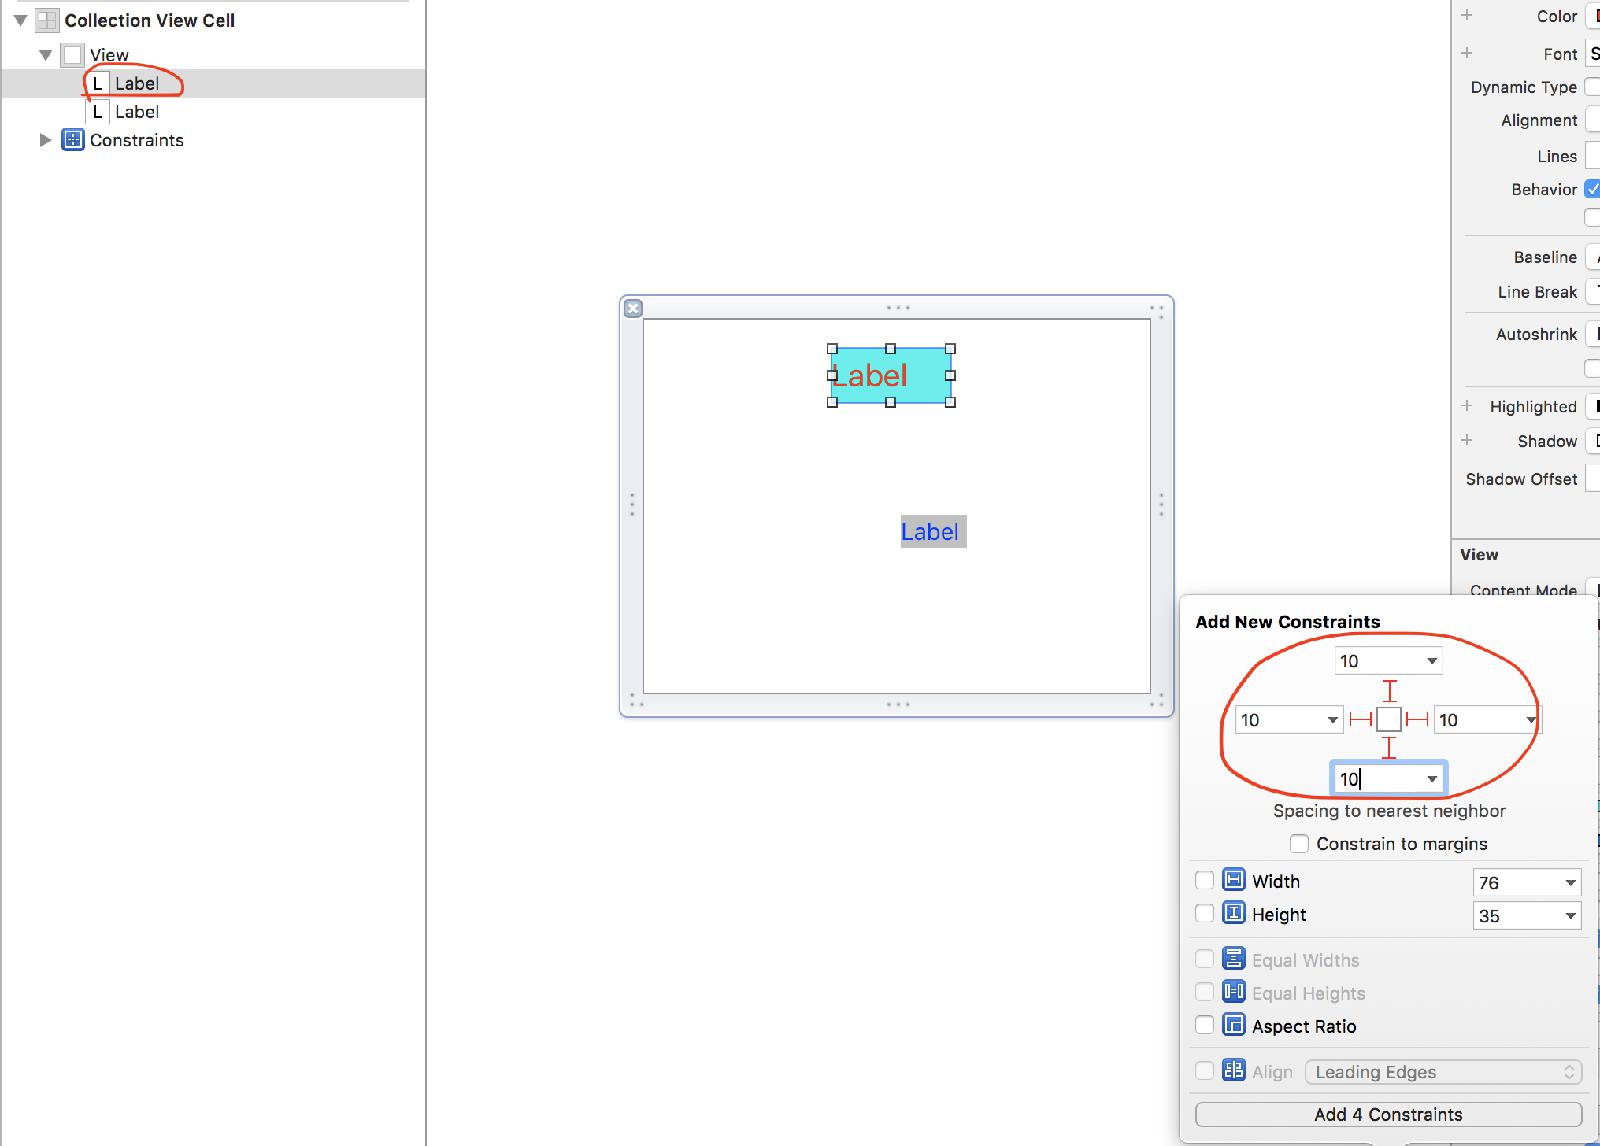 Collection View Cell
View
L Label
L Label
Constraints
Label
Label
Color
Font S
Dynamic Type
Alignment
Lines
Behavior
Baseline
Line Break
Autoshrink
Highlighted
Shadow
Shadow Offset
View
Content Mode
Add New Constraints
10
10
10
10
Spacing to nearest neighbor
Constrain to margins
Width 76
Height 35
Equal Widths
Equal Heights
Aspect Ratio
Align Leading Edges
Add 4 Constraints